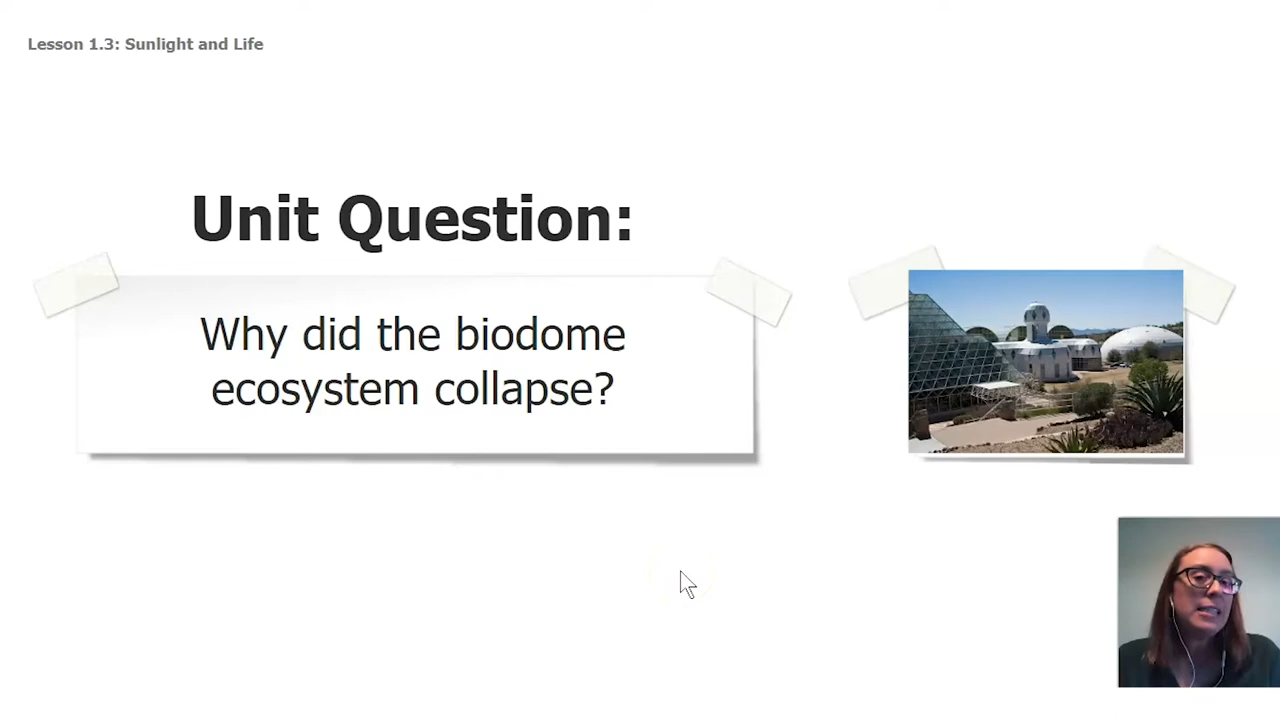 Lesson 1.3: Sunlight and Life
Unit Question:
Why did the biodome
ecosystem collapse?